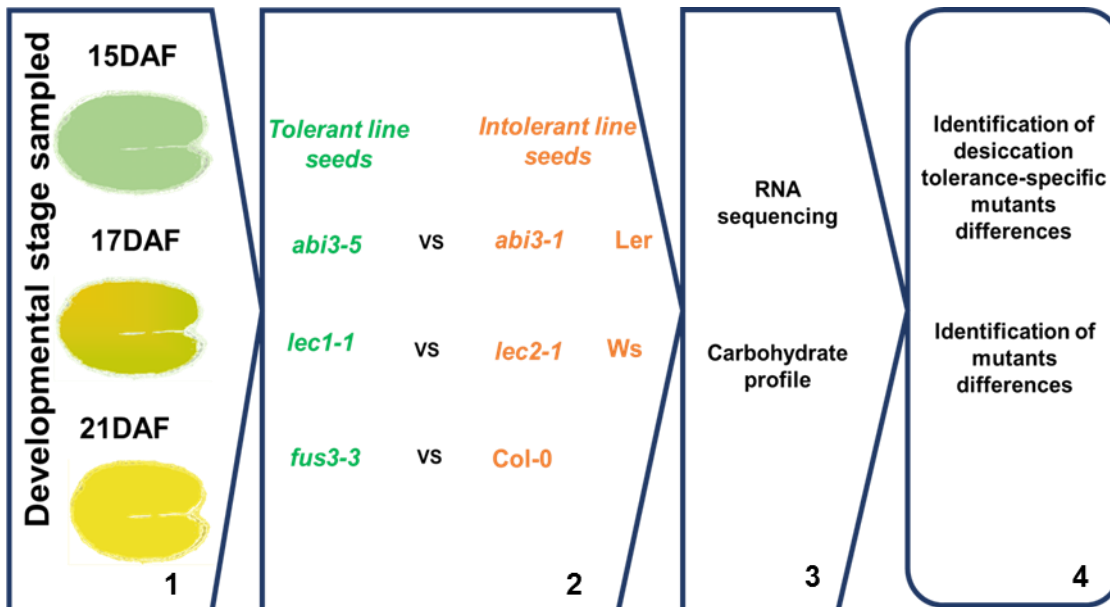 Developmental stage sampled
15DAF
17DAF
21DAF
1
Tolerant line
seeds
Intolerant line
seeds
abi3-5 vs abi3-1 Ler
lec1-1 vs lec2-1 Ws
fus3-3 vs Col-0
2
RNA
sequencing
Carbohydrate
profile
3
Identification of
desiccation
tolerance-specific
mutants
differences
Identification of
mutants
differences
4